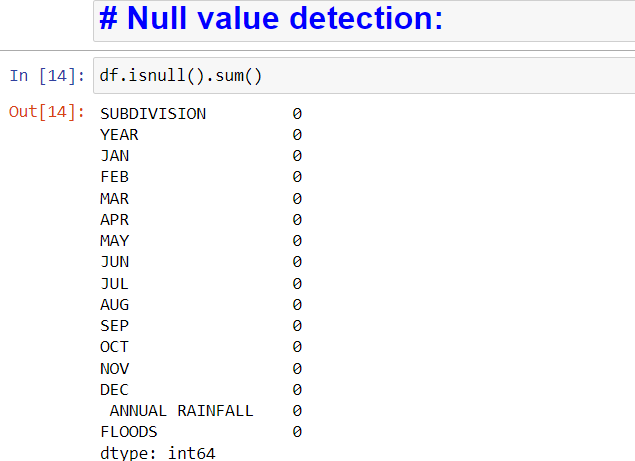 # Null value detection:
In [14]: df.isnull().sum()
Out[14]: SUBDIVISION 0
YEAR 0
JAN 0
FEB 0
MAR 0
APR 0
MAY 0
JUN 0
JUL 0
AUG 0
SEP 0
OCT 0
NOV 0
DEC 0
ANNUAL RAINFALL 0
FLOODS 0
dtype: int64